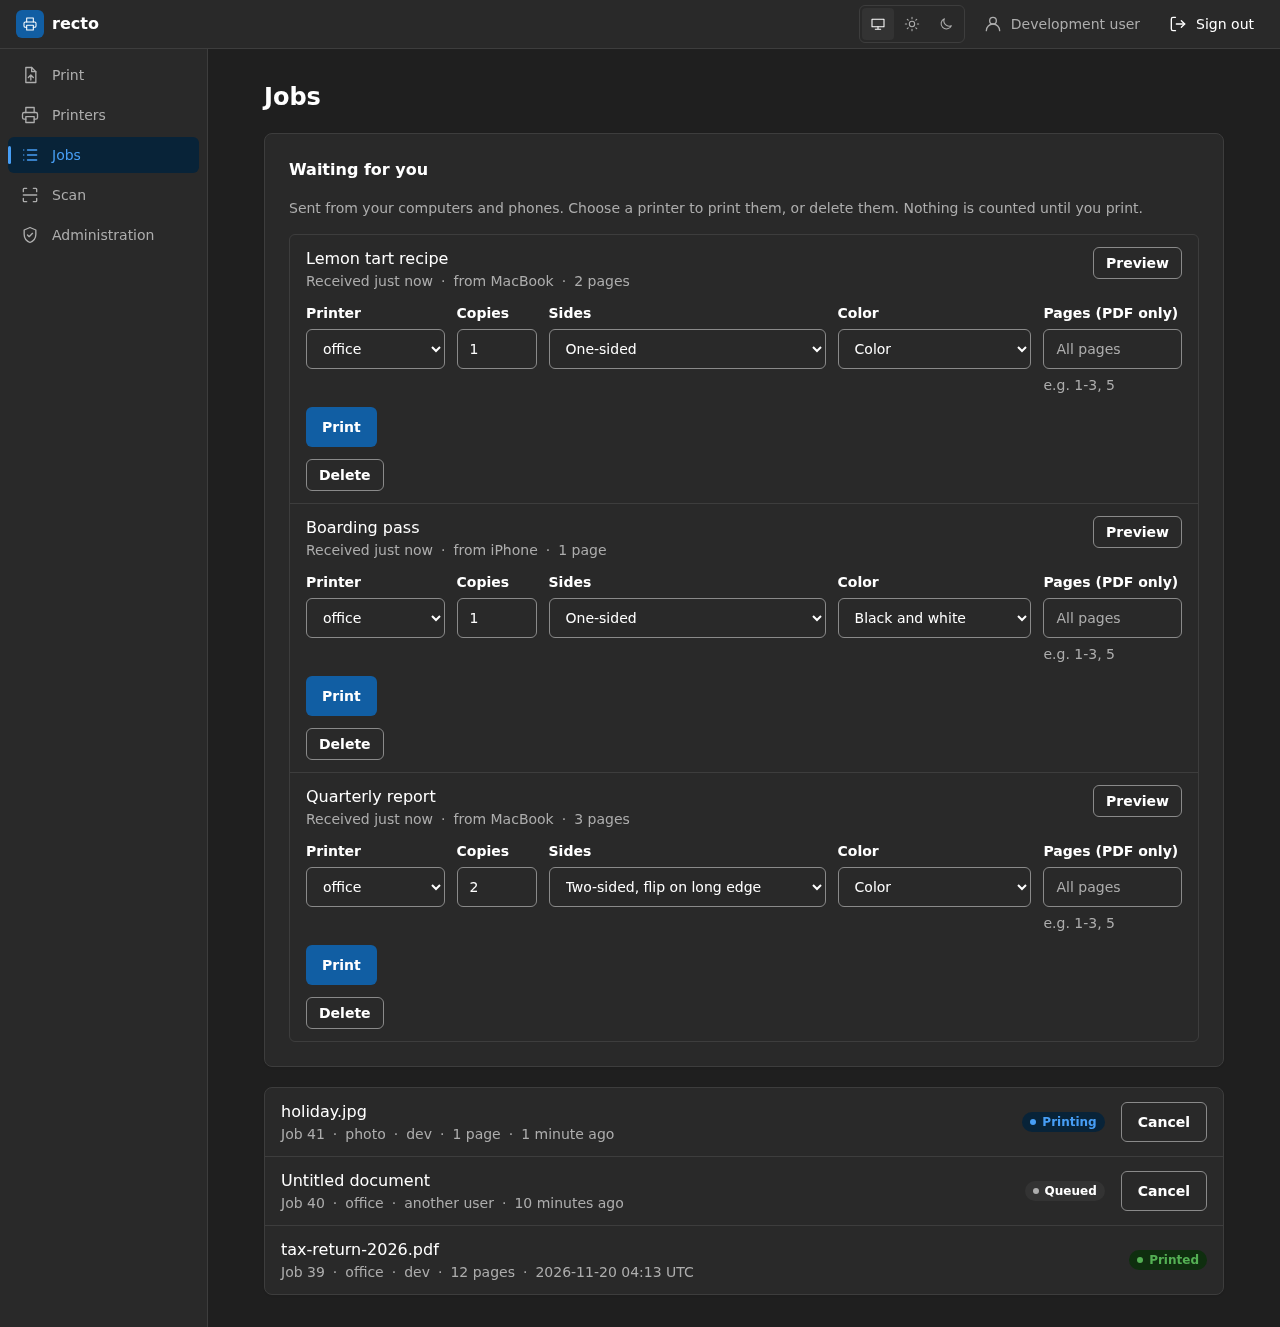 recto
Development user
Sign out
Print
Printers
Jobs
Scan
Administration
Jobs
Waiting for you
Sent from your computers and phones. Choose a printer to print them, or delete them. Nothing is counted until you print.
Lemon tart recipe
Preview
Received just now · from MacBook · 2 pages
Printer Copies Sides Color Pages (PDF only)
office 1 One-sided Color All pages
e.g. 1-3, 5
Print
Delete
Boarding pass
Preview
Received just now · from iPhone · 1 page
Printer Copies Sides Color Pages (PDF only)
office 1 One-sided Black and white All pages
e.g. 1-3, 5
Print
Delete
Quarterly report
Preview
Received just now · from MacBook · 3 pages
Printer Copies Sides Color Pages (PDF only)
office 2 Two-sided, flip on long edge Color All pages
e.g. 1-3, 5
Print
Delete
holiday.jpg
Job 41 · photo · dev · 1 page · 1 minute ago
Printing
Cancel
Untitled document
Job 40 · office · another user · 10 minutes ago
Queued
Cancel
tax-return-2026.pdf
Job 39 · office · dev · 12 pages · 2026-11-20 04:13 UTC
Printed